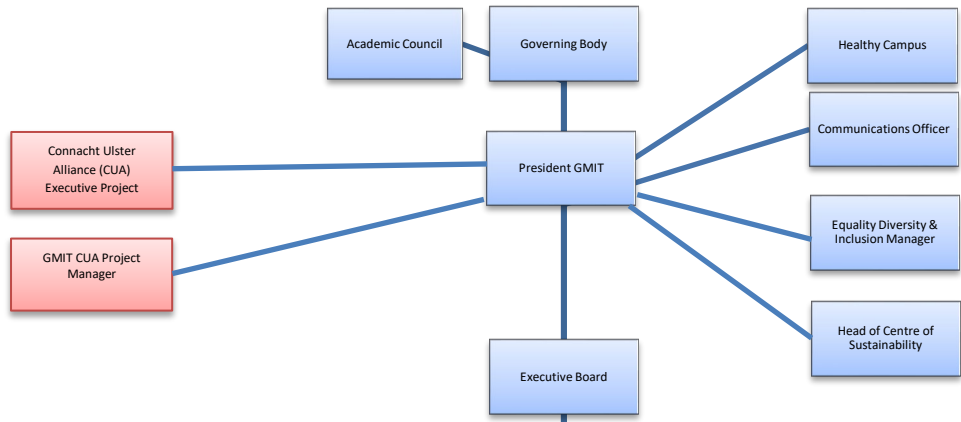 Academic Council
Governing Body
Healthy Campus
Communications Officer
Connacht Ulster
Alliance (CUA)
Executive Project
President GMIT
Equality Diversity &
Inclusion Manager
GMIT CUA Project
Manager
Head of Centre of
Sustainability
Executive Board